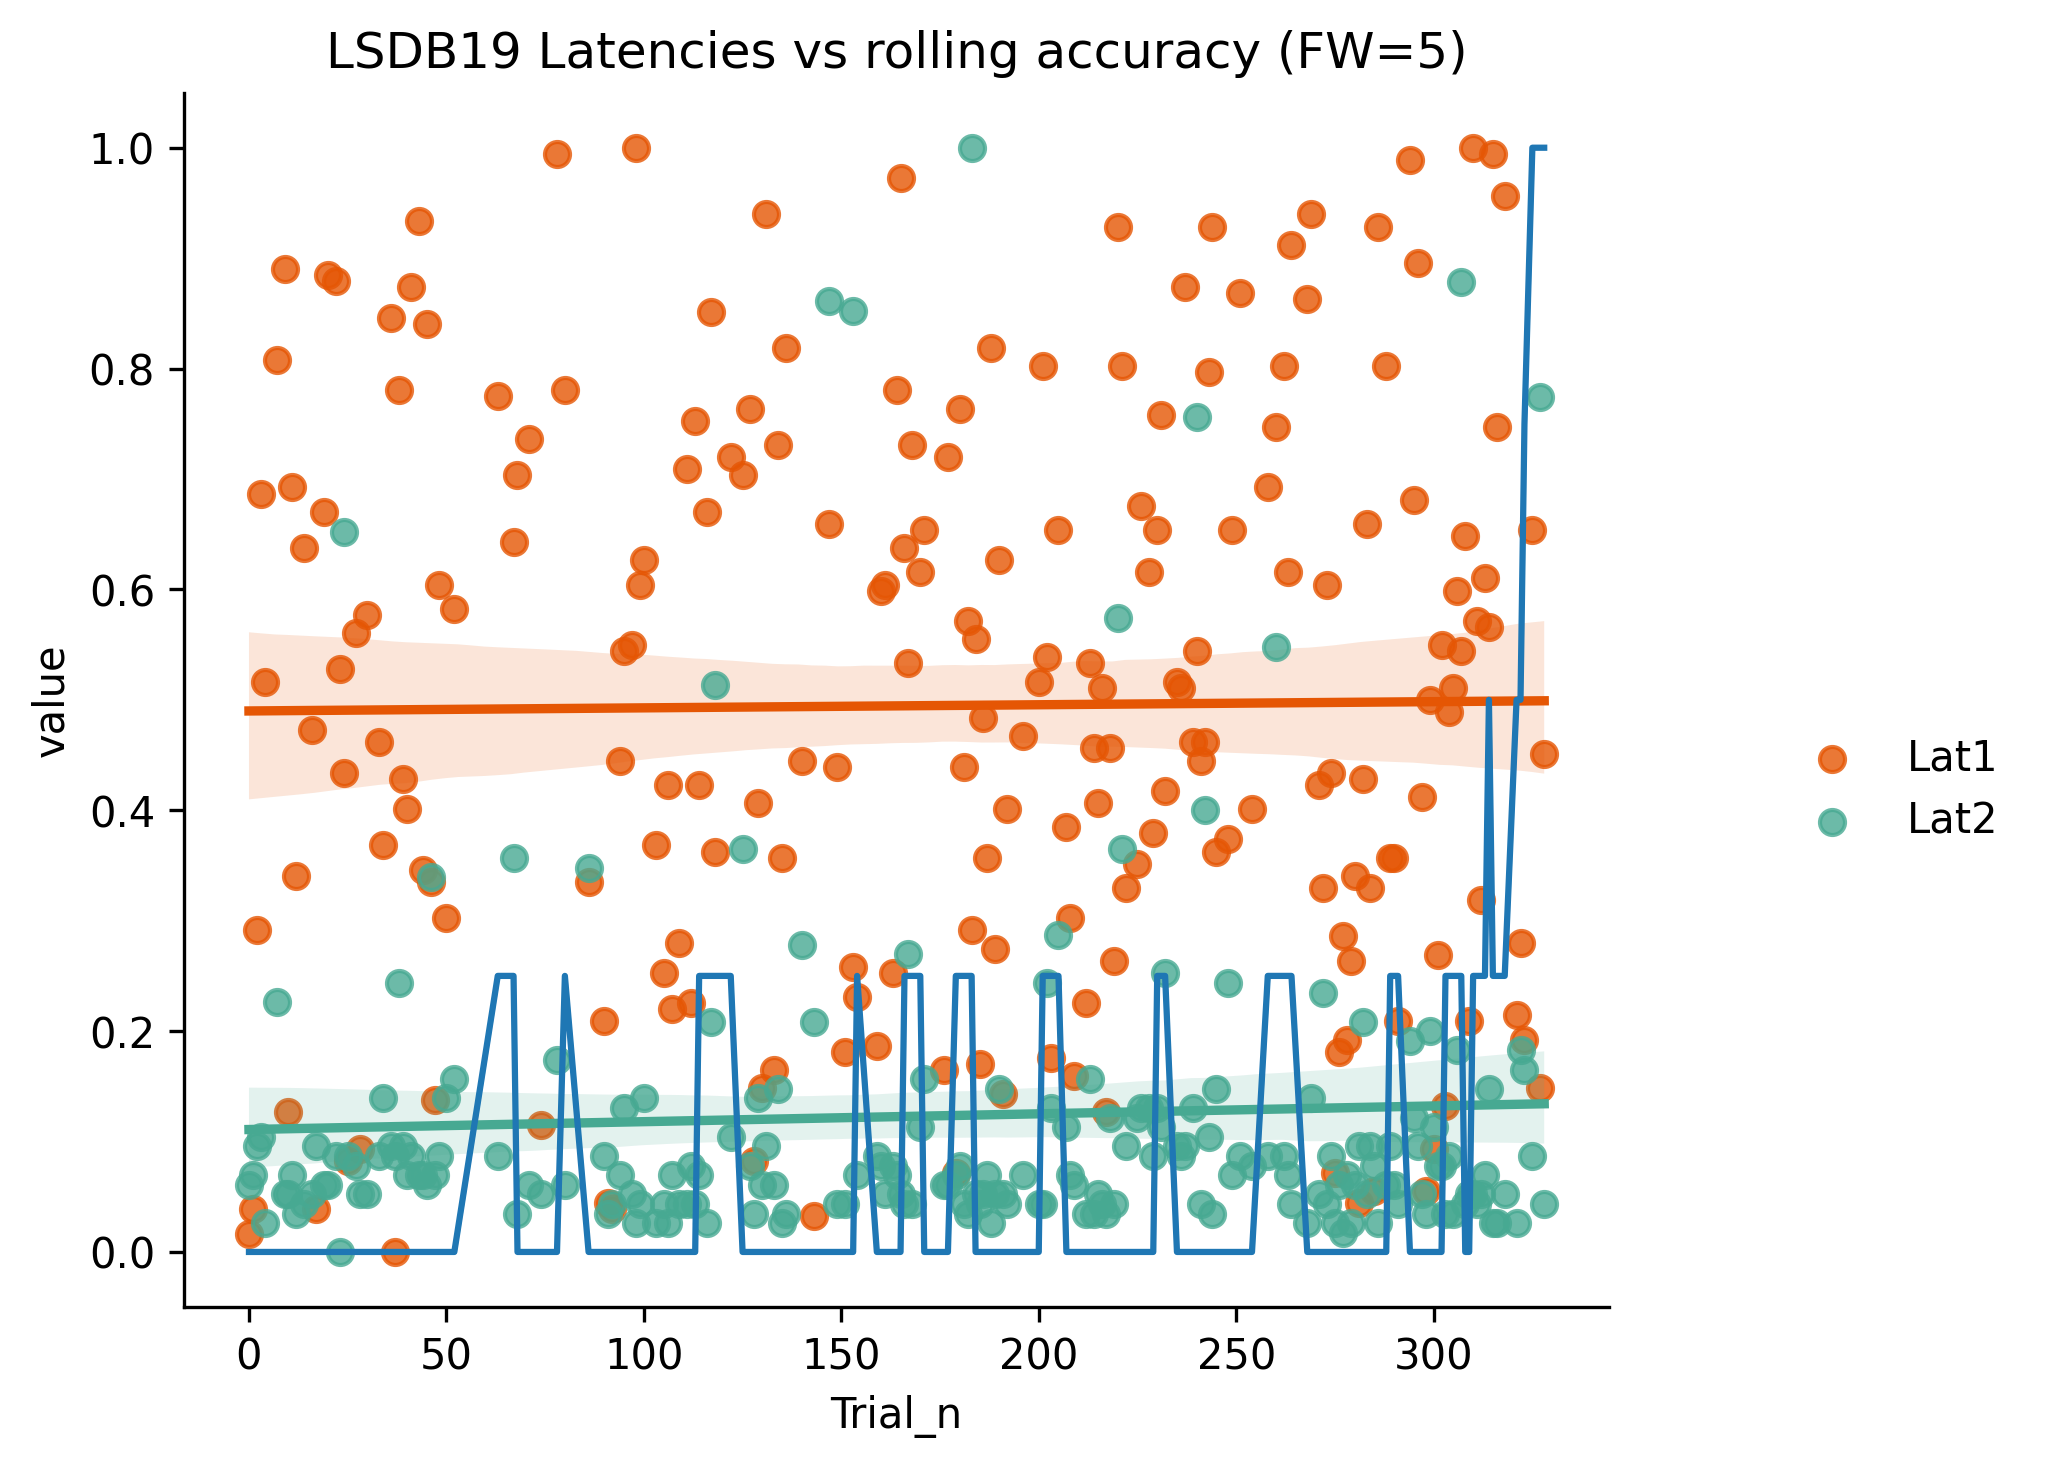 LSDB19 Latencies vs rolling accuracy (FW=5)
1.0
0.8
0.6
0.4
0.2
0.0
value
0 50 100 150 200 250 300
Trial_n
Lat1
Lat2